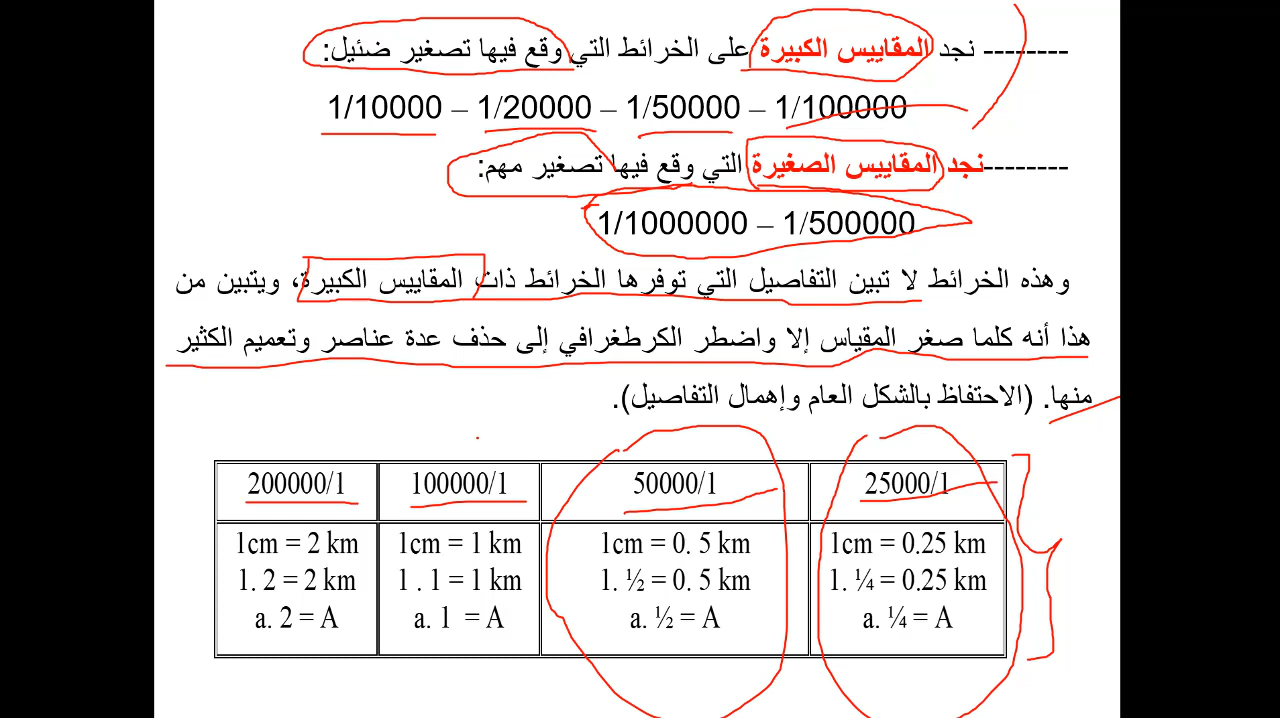 --------- نجد المقاييس الكبيرة على الخرائط التي وقع فيها تصغير ضئيل:
1/10000 – 1/20000 – 1/50000 – 1/100000
---------نجد المقاييس الصغيرة التي وقع فيها تصغير مهم:
1/1000000 – 1/500000
وهذه الخرائط لا تبين التفاصيل التي توفرها الخرائط ذات المقاييس الكبيرة، ويتبين من
هذا أنه كلما صغر المقياس إلا واضطر الكرطغرافي إلى حذف عدة عناصر وتعميم الكثير
منها. (الاحتفاظ بالشكل العام وإهمال التفاصيل).
200000/1 100000/1 50000/1 25000/1
1cm = 2 km 1cm = 1 km 1cm = 0. 5 km 1cm = 0.25 km
1. 2 = 2 km 1 . 1 = 1 km 1. ½ = 0. 5 km 1. ¼ = 0.25 km
a. 2 = A a. 1 = A a. ½ = A a. ¼ = A